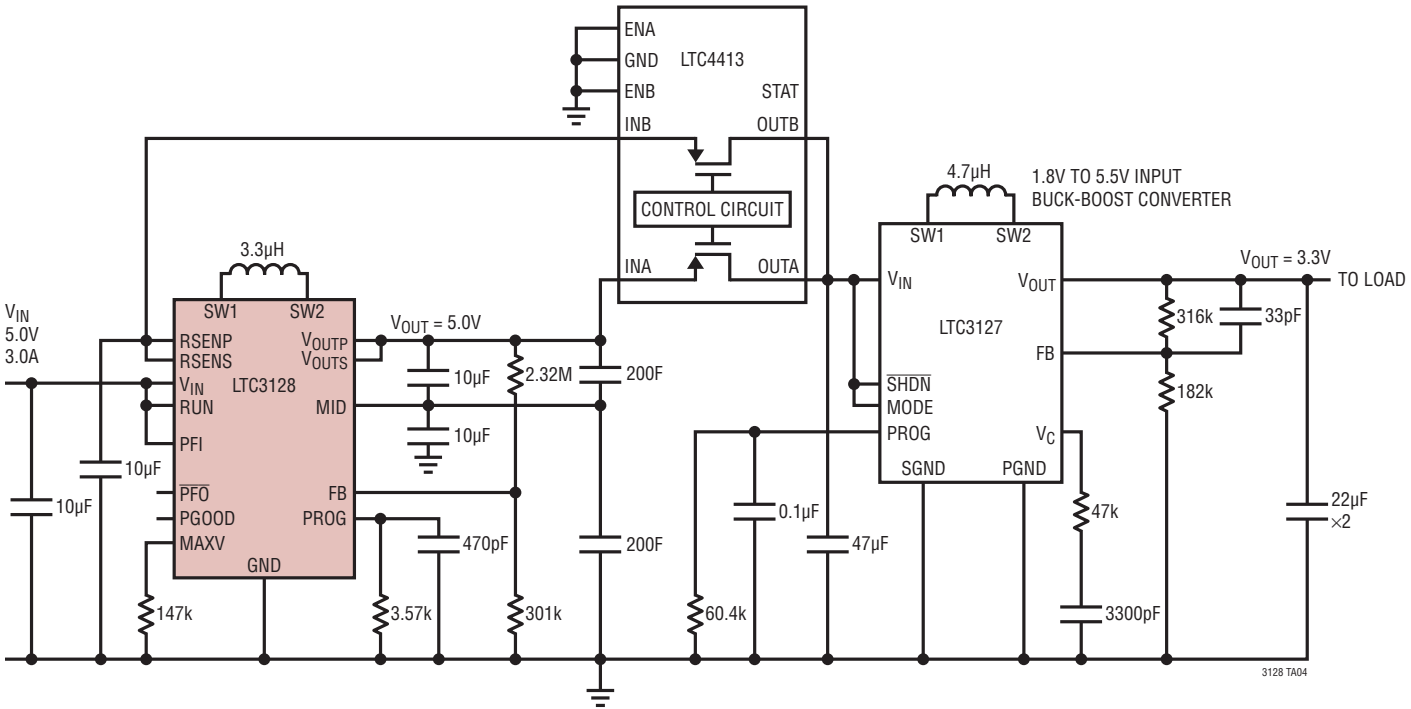 ENA
GND
ENB
LTC4413
STAT
INB
OUTB
CONTROL CIRCUIT
INA
OUTA
4.7µH
1.8V TO 5.5V INPUT
BUCK-BOOST CONVERTER
SW1
SW2
V_IN
V_OUT
LTC3127
FB
SHDN
MODE
PROG
V_C
SGND
PGND
V_OUT = 3.3V
TO LOAD
316k
33pF
182k
47k
3300pF
22µF
×2
0.1µF
47µF
60.4k
3.3µH
SW1
SW2
V_IN
5.0V
3.0A
RSENP
RSENS
V_IN
RUN
LTC3128
PFI
PFO
PGOOD
MAXV
GND
V_OUTP
V_OUTS
MID
FB
PROG
V_OUT = 5.0V
10µF
2.32M
200F
10µF
10µF
10µF
470pF
200F
147k
3.57k
301k
3128 TA04